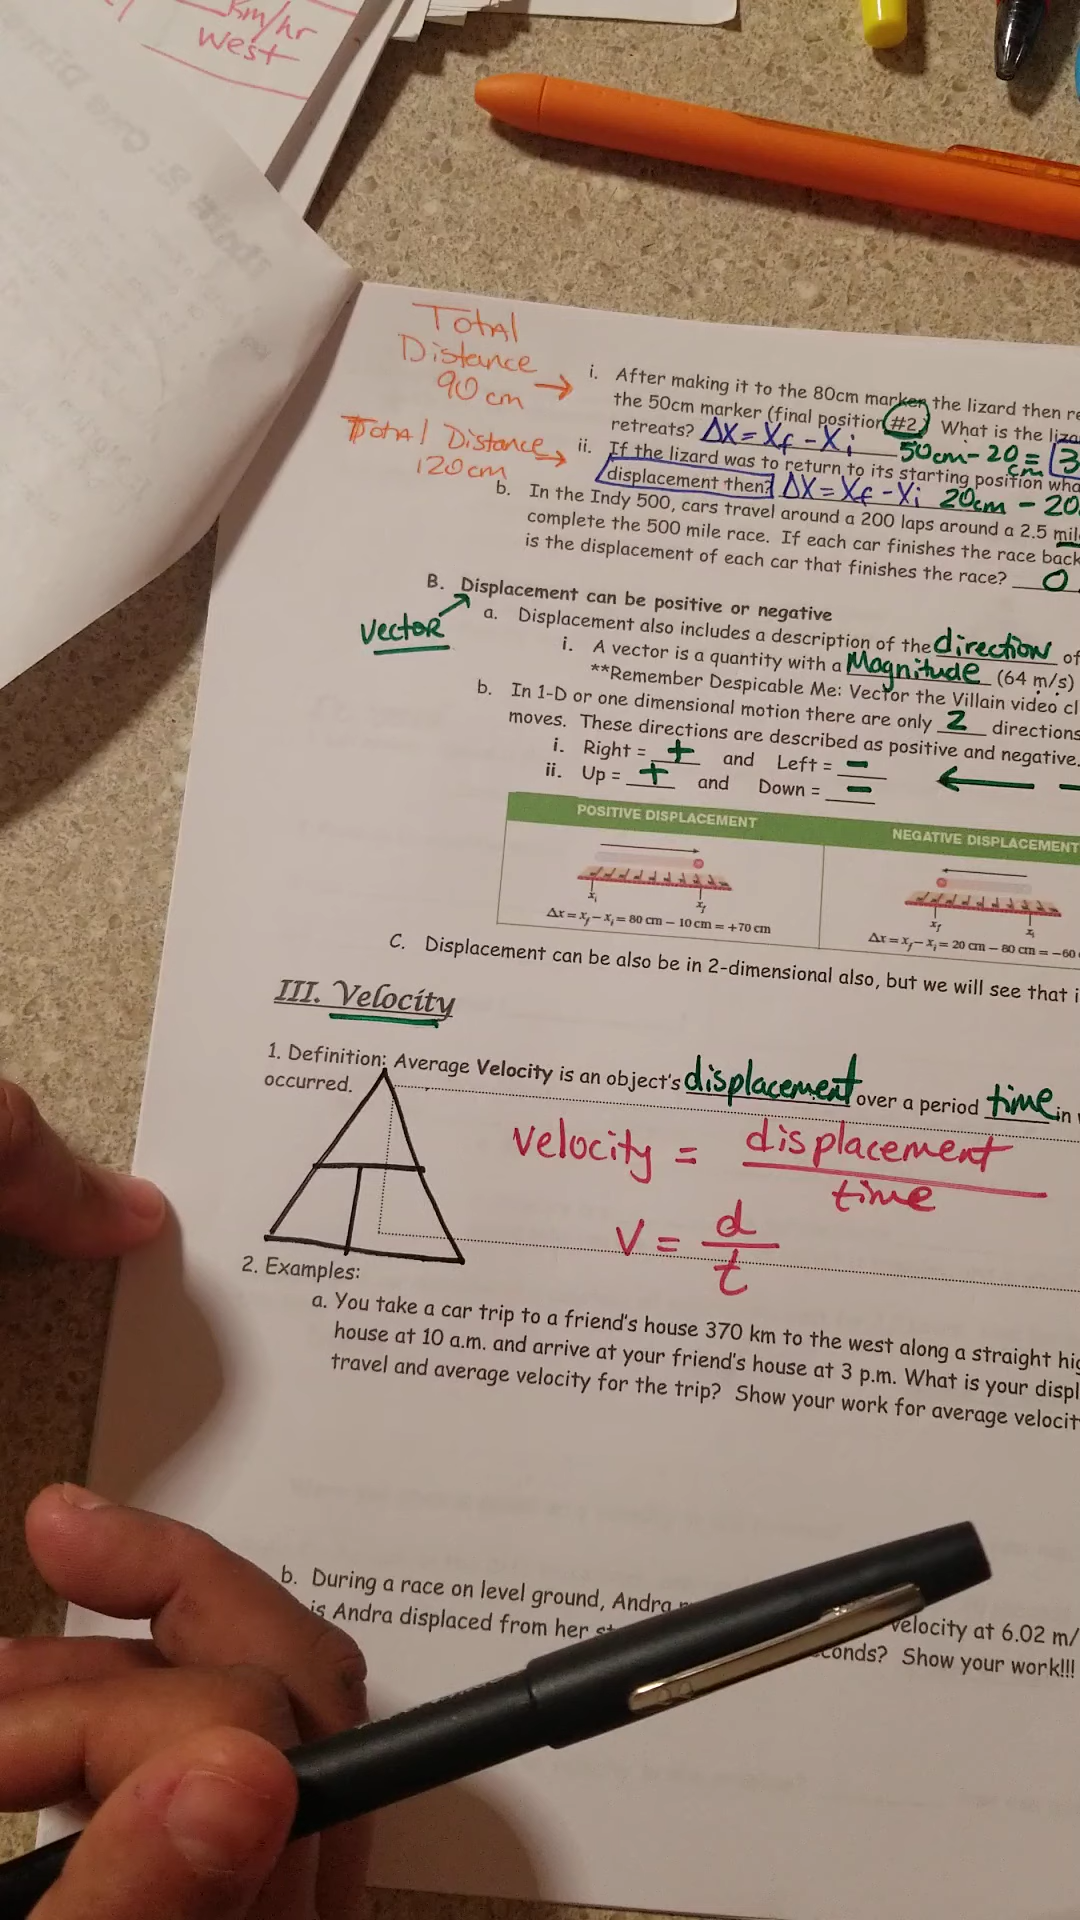 Km/hr
West
Total
Distance
90 cm →
i. After making it to the 80cm marker the lizard then
the 50cm marker (final position #2.) What is the
retreats? ΔX = Xf - Xi 50cm - 20 cm =
Total Distance
120cm
ii. If the lizard was to return to its starting position
displacement then? ΔX = Xf - Xi 20cm - 20
b. In the Indy 500, cars travel around a 200 laps around a 2.5
complete the 500 mile race. If each car finishes the race back
is the displacement of each car that finishes the race? 0
B. Displacement can be positive or negative
Vector
a. Displacement also includes a description of the direction of
i. A vector is a quantity with a Magnitude (64 m/s)
**Remember Despicable Me: Vector the Villain video
b. In 1-D or one dimensional motion there are only 2 directions
moves. These directions are described as positive and negative.
i. Right = + and Left = -
ii. Up = + and Down = -
POSITIVE DISPLACEMENT
NEGATIVE DISPLACEMENT
xi xf
xf xi
Δx = xf – xi = 80 cm – 10 cm = +70 cm
Δx = xf – xi = 20 cm – 80 cm = –60
C. Displacement can be also be in 2-dimensional also, but we will see that
III. Velocity
1. Definition: Average Velocity is an object's displacement over a period time in
occurred.
velocity = displacement
time
V = d
t
2. Examples:
a. You take a car trip to a friend's house 370 km to the west along a straight
house at 10 a.m. and arrive at your friend's house at 3 p.m. What is your
travel and average velocity for the trip? Show your work for average
b. During a race on level ground, Andra velocity at 6.02
is Andra displaced from her Show your work!!!